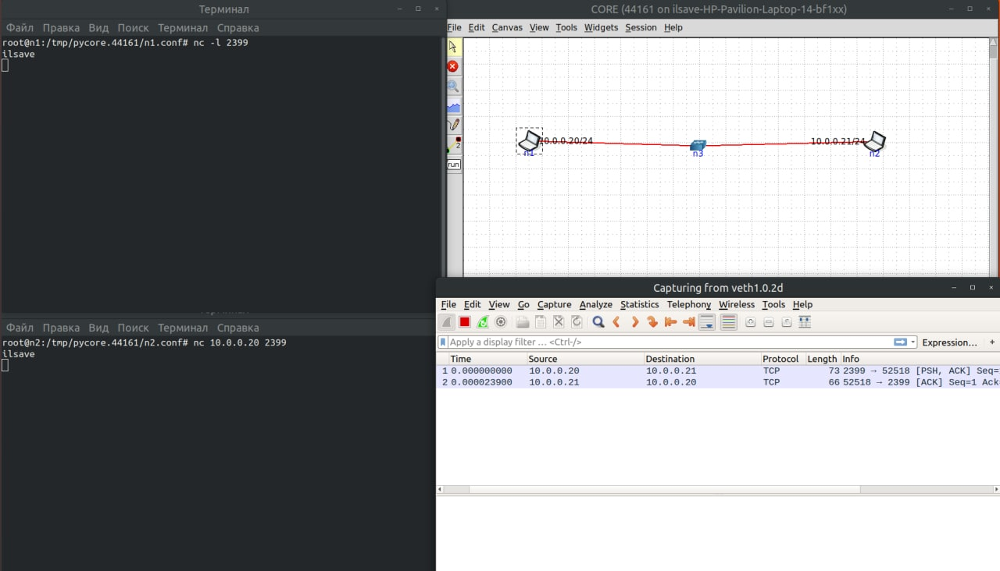 Терминал
Файл Правка Вид Поиск Терминал Справка
root@n1:/tmp/pycore.44161/n1.conf# nc -l 2399
ilsave
CORE (44161 on ilsave-HP-Pavilion-Laptop-14-bf1xx)
File Edit Canvas View Tools Widgets Session Help
2
run
10.0.0.20/24
n1
n3
10.0.0.21/24
n2
Файл Правка Вид Поиск Терминал Справка
root@n2:/tmp/pycore.44161/n2.conf# nc 10.0.0.20 2399
ilsave
Capturing from veth1.0.2d
File Edit View Go Capture Analyze Statistics Telephony Wireless Tools Help
Apply a display filter ... <Ctrl-/>
Expression... +
Time Source Destination Protocol Length Info
1 0.000000000 10.0.0.20 10.0.0.21 TCP 73 2399 → 52518 [PSH, ACK] Seq=
2 0.000023900 10.0.0.21 10.0.0.20 TCP 66 52518 → 2399 [ACK] Seq=1 Ack